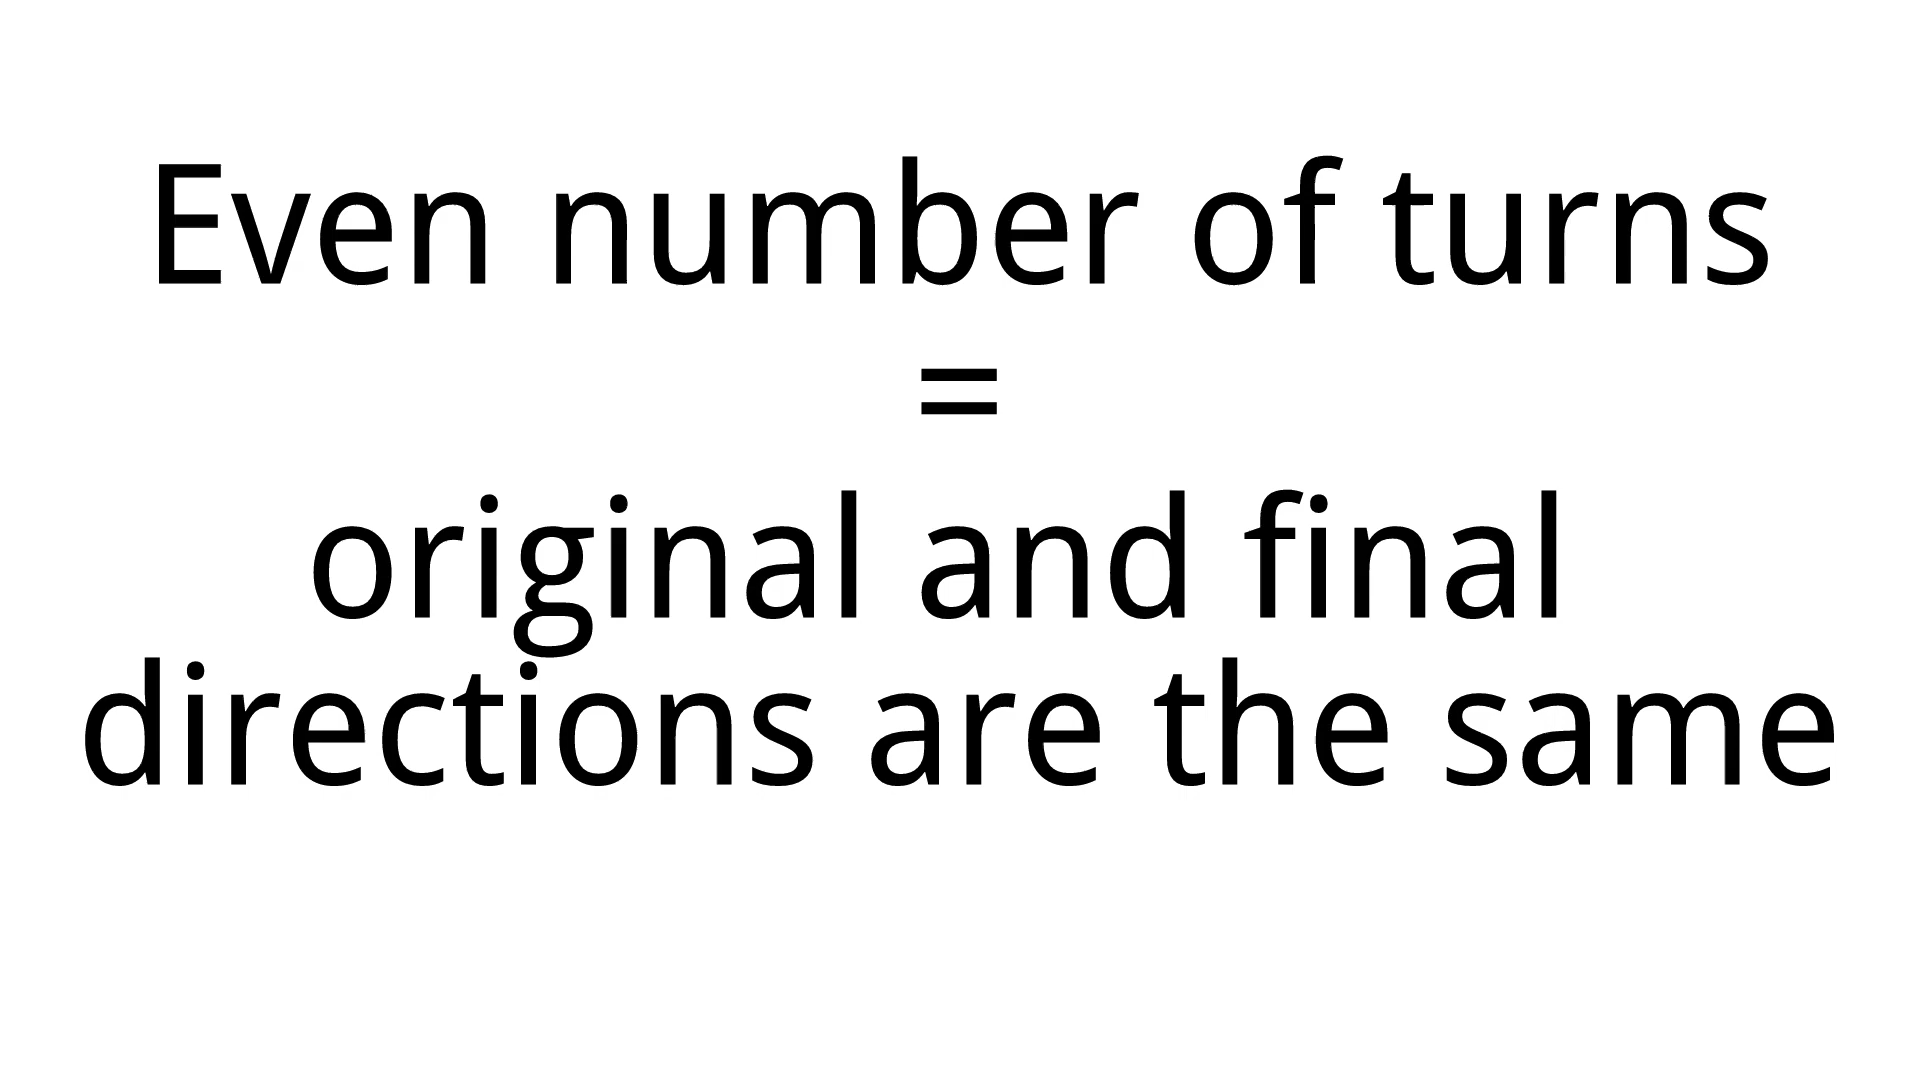 Even number of turns
=
original and final
directions are the same